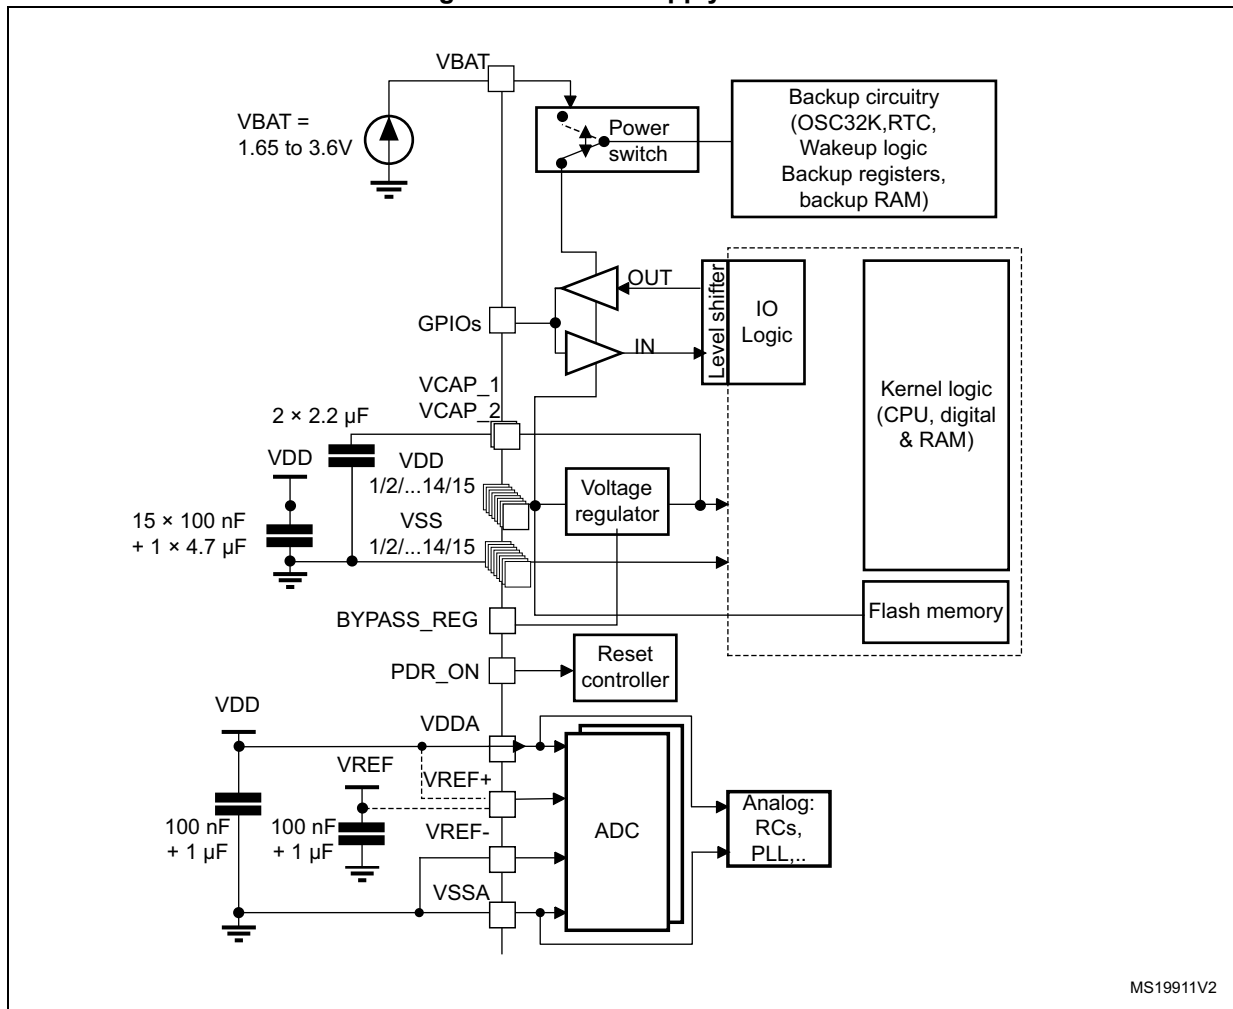 VBAT
VBAT =
1.65 to 3.6V
Power
switch
Backup circuitry
(OSC32K,RTC,
Wakeup logic
Backup registers,
backup RAM)
OUT
Level shifter
IO
Logic
GPIOs
IN
Kernel logic
(CPU, digital
& RAM)
VCAP_1
VCAP_2
2 × 2.2 µF
VDD
VDD
1/2/...14/15
Voltage
regulator
15 × 100 nF
+ 1 × 4.7 µF
VSS
1/2/...14/15
Flash memory
BYPASS_REG
PDR_ON
Reset
controller
VDD
VDDA
VREF
VREF+
100 nF
+ 1 µF
100 nF
+ 1 µF
VREF-
ADC
Analog:
RCs,
PLL,..
VSSA
MS19911V2